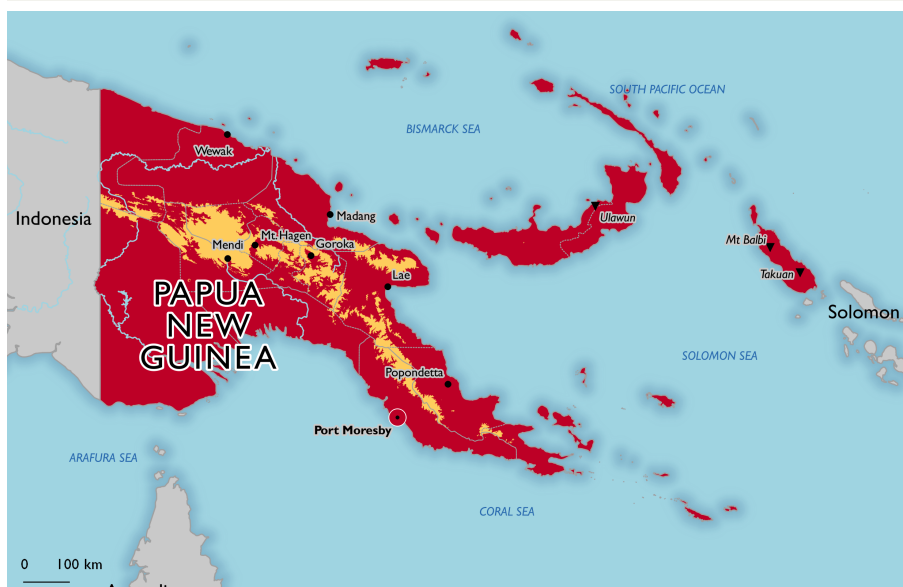 SOUTH PACIFIC OCEAN
BISMARCK SEA
Wewak
Indonesia
Madang
Ulawun
Mt. Hagen
Goroka
Mendi
Mt Balbi
Lae
Takuan
PAPUA
NEW
GUINEA
Solomon
SOLOMON SEA
Popondetta
Port Moresby
ARAFURA SEA
CORAL SEA
0 100 km